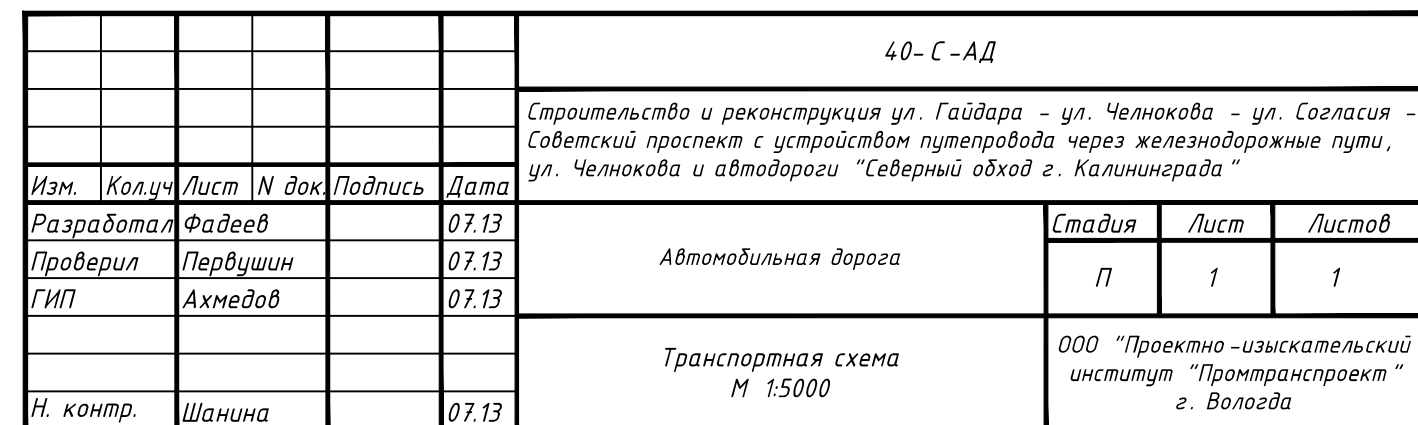 40-С-АД
Строительство и реконструкция ул. Гайдара - ул. Челнокова - ул. Согласия -
Советский проспект с устройством путепровода через железнодорожные пути,
ул. Челнокова и автодороги "Северный обход г. Калининграда"
Изм. Кол.уч Лист N док. Подпись Дата
Разработал Фадеев 07.13
Проверил Первушин 07.13
ГИП Ахмедов 07.13
Н. контр. Шанина 07.13
Автомобильная дорога
Стадия Лист Листов
П 1 1
Транспортная схема
М 1:5000
ООО "Проектно-изыскательский
институт "Промтранспроект"
г. Вологда